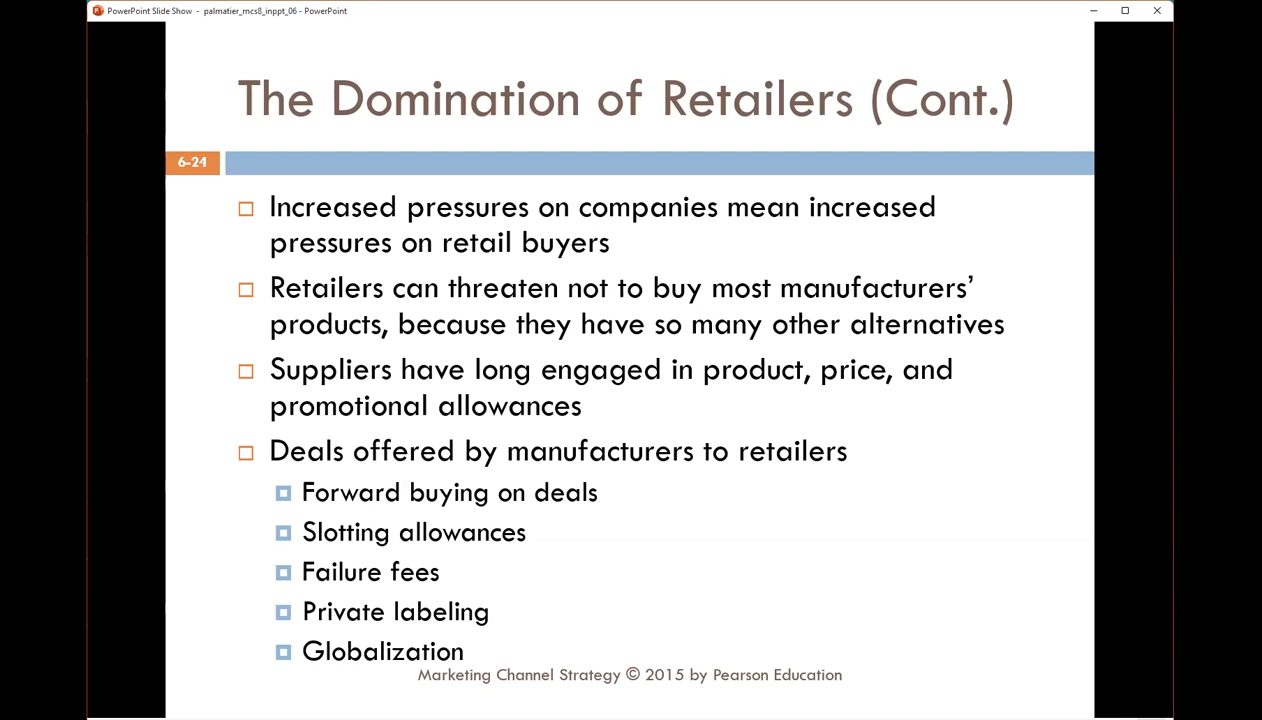 PowerPoint Slide Show - palmatier_mcs8_inppt_06 - PowerPoint
The Domination of Retailers (Cont.)
6-24
Increased pressures on companies mean increased
pressures on retail buyers
Retailers can threaten not to buy most manufacturers’
products, because they have so many other alternatives
Suppliers have long engaged in product, price, and
promotional allowances
Deals offered by manufacturers to retailers
Forward buying on deals
Slotting allowances
Failure fees
Private labeling
Globalization
Marketing Channel Strategy © 2015 by Pearson Education